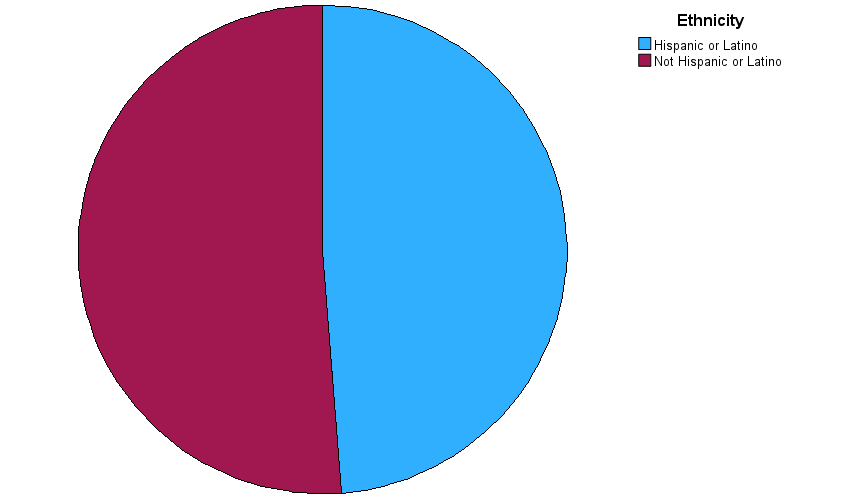 Ethnicity
Hispanic or Latino
Not Hispanic or Latino